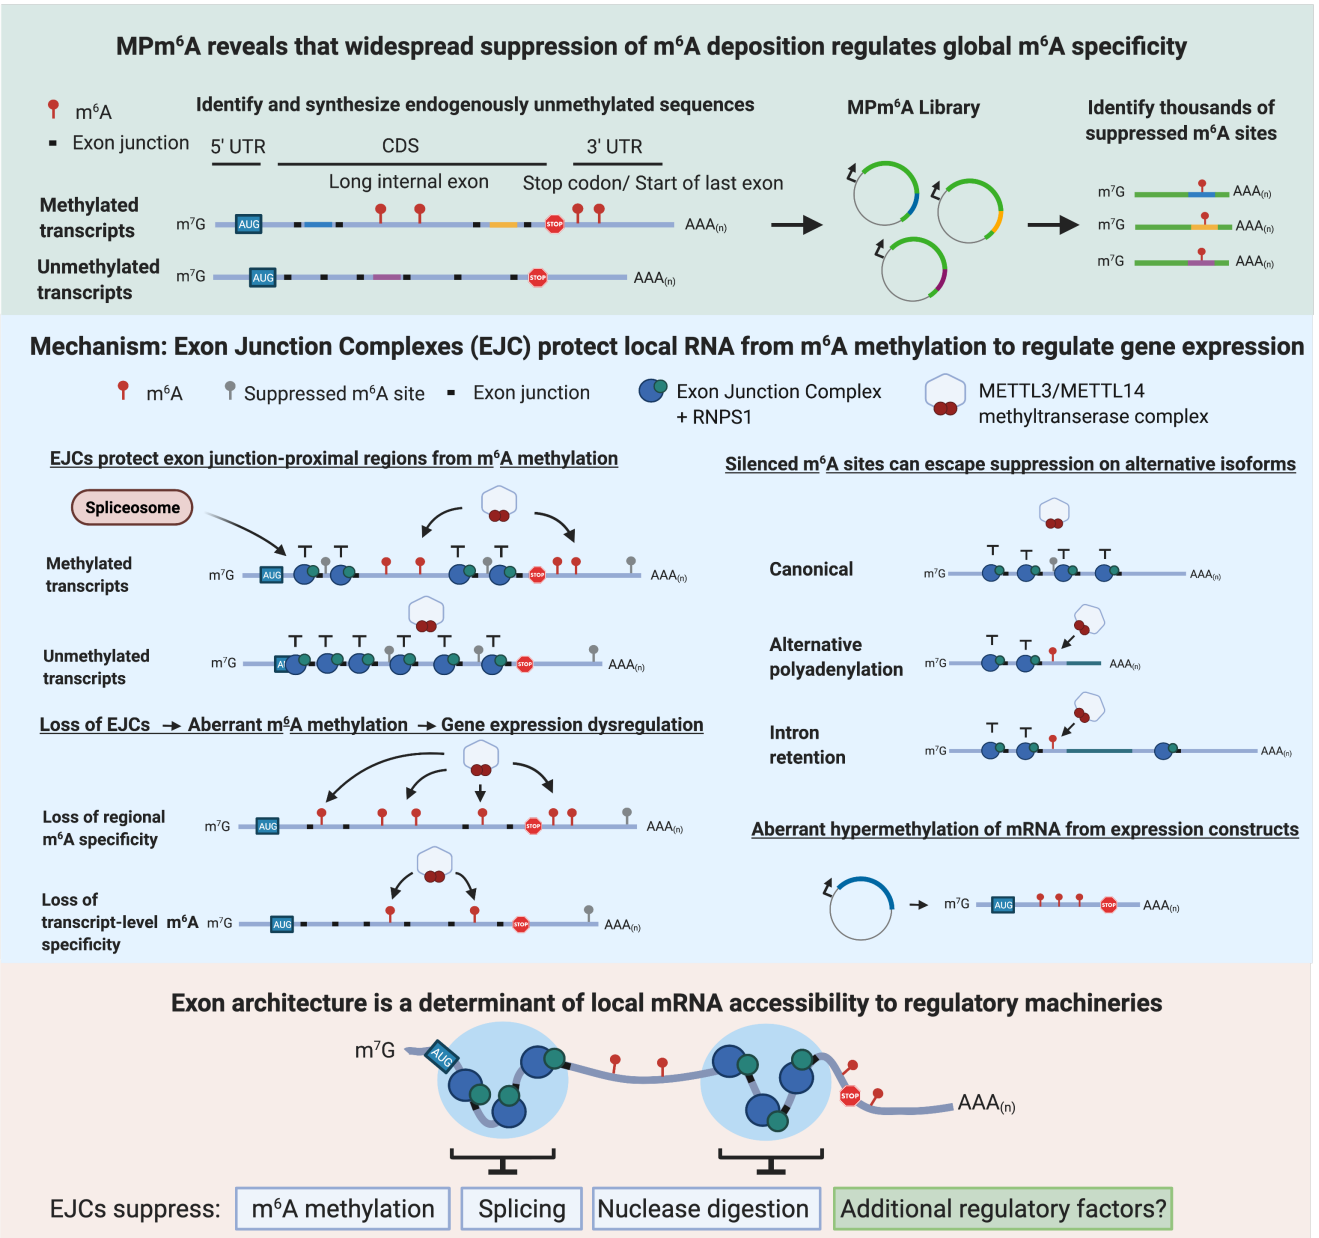 MPm⁶A reveals that widespread suppression of m⁶A deposition regulates global m⁶A specificity
m⁶A
Exon junction
Identify and synthesize endogenously unmethylated sequences
5' UTR
CDS
3' UTR
Long internal exon
Stop codon/ Start of last exon
Methylated
transcripts
m⁷G
AUG
STOP
AAA(n)
Unmethylated
transcripts
m⁷G
AUG
STOP
AAA(n)
MPm⁶A Library
Identify thousands of
suppressed m⁶A sites
m⁷G
AAA(n)
m⁷G
AAA(n)
m⁷G
AAA(n)
Mechanism: Exon Junction Complexes (EJC) protect local RNA from m⁶A methylation to regulate gene expression
m⁶A
Suppressed m⁶A site
Exon junction
Exon Junction Complex
+ RNPS1
METTL3/METTL14
methyltranserase complex
EJCs protect exon junction-proximal regions from m⁶A methylation
Spliceosome
Methylated
transcripts
m⁷G
AUG
STOP
AAA(n)
Unmethylated
transcripts
m⁷G
STOP
AAA(n)
Loss of EJCs → Aberrant m⁶A methylation → Gene expression dysregulation
Loss of regional
m⁶A specificity
m⁷G
AUG
STOP
AAA(n)
Loss of
transcript-level m⁶A
specificity
m⁷G
AUG
STOP
AAA(n)
Silenced m⁶A sites can escape suppression on alternative isoforms
Canonical
m⁷G
AAA(n)
Alternative
polyadenylation
m⁷G
AAA(n)
Intron
retention
m⁷G
AAA(n)
Aberrant hypermethylation of mRNA from expression constructs
m⁷G
AUG
STOP
AAA(n)
Exon architecture is a determinant of local mRNA accessibility to regulatory machineries
m⁷G
AUG
STOP
AAA(n)
EJCs suppress:
m⁶A methylation
Splicing
Nuclease digestion
Additional regulatory factors?